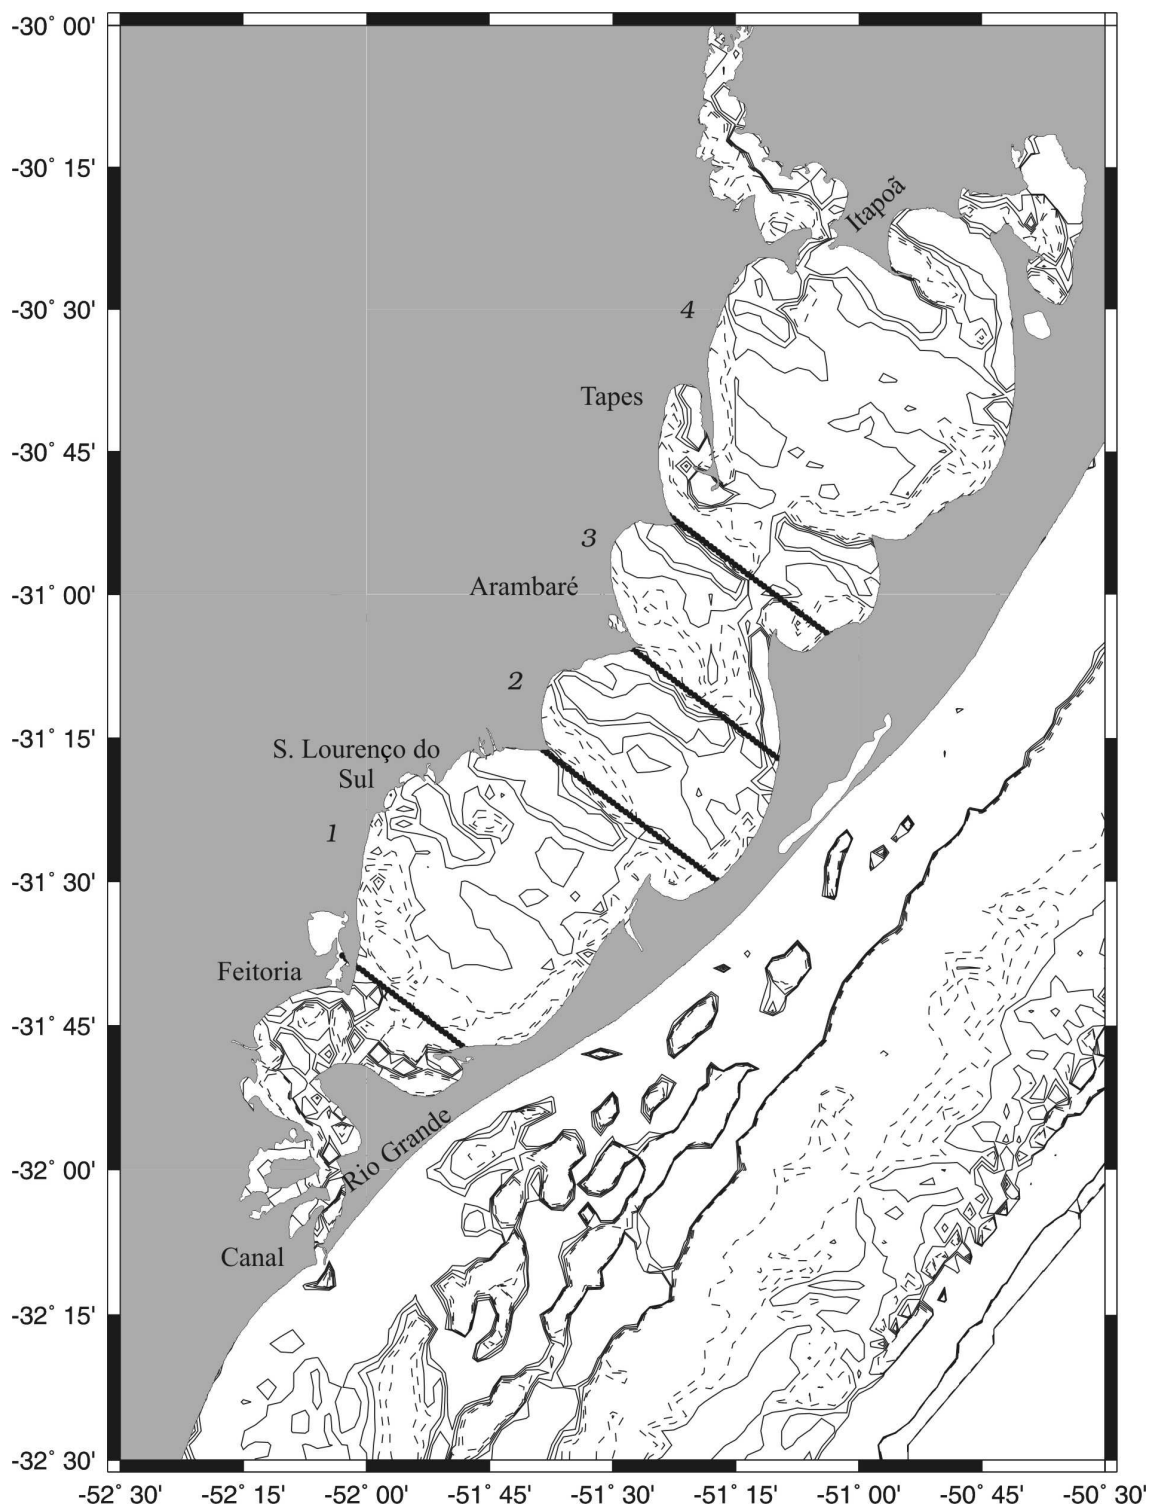 -30˚ 00'
Itapoã
-30˚ 15'
-30˚ 30'
4
Tapes
-30˚ 45'
3
Arambaré
-31˚ 00'
2
-31˚ 15'
S. Lourenço do
Sul
1
-31˚ 30'
Feitoria
-31˚ 45'
Rio Grande
-32˚ 00'
Canal
-32˚ 15'
-32˚ 30'
-52˚ 30' -52˚ 15' -52˚ 00' -51˚ 45' -51˚ 30' -51˚ 15' -51˚ 00' -50˚ 45' -50˚ 30'